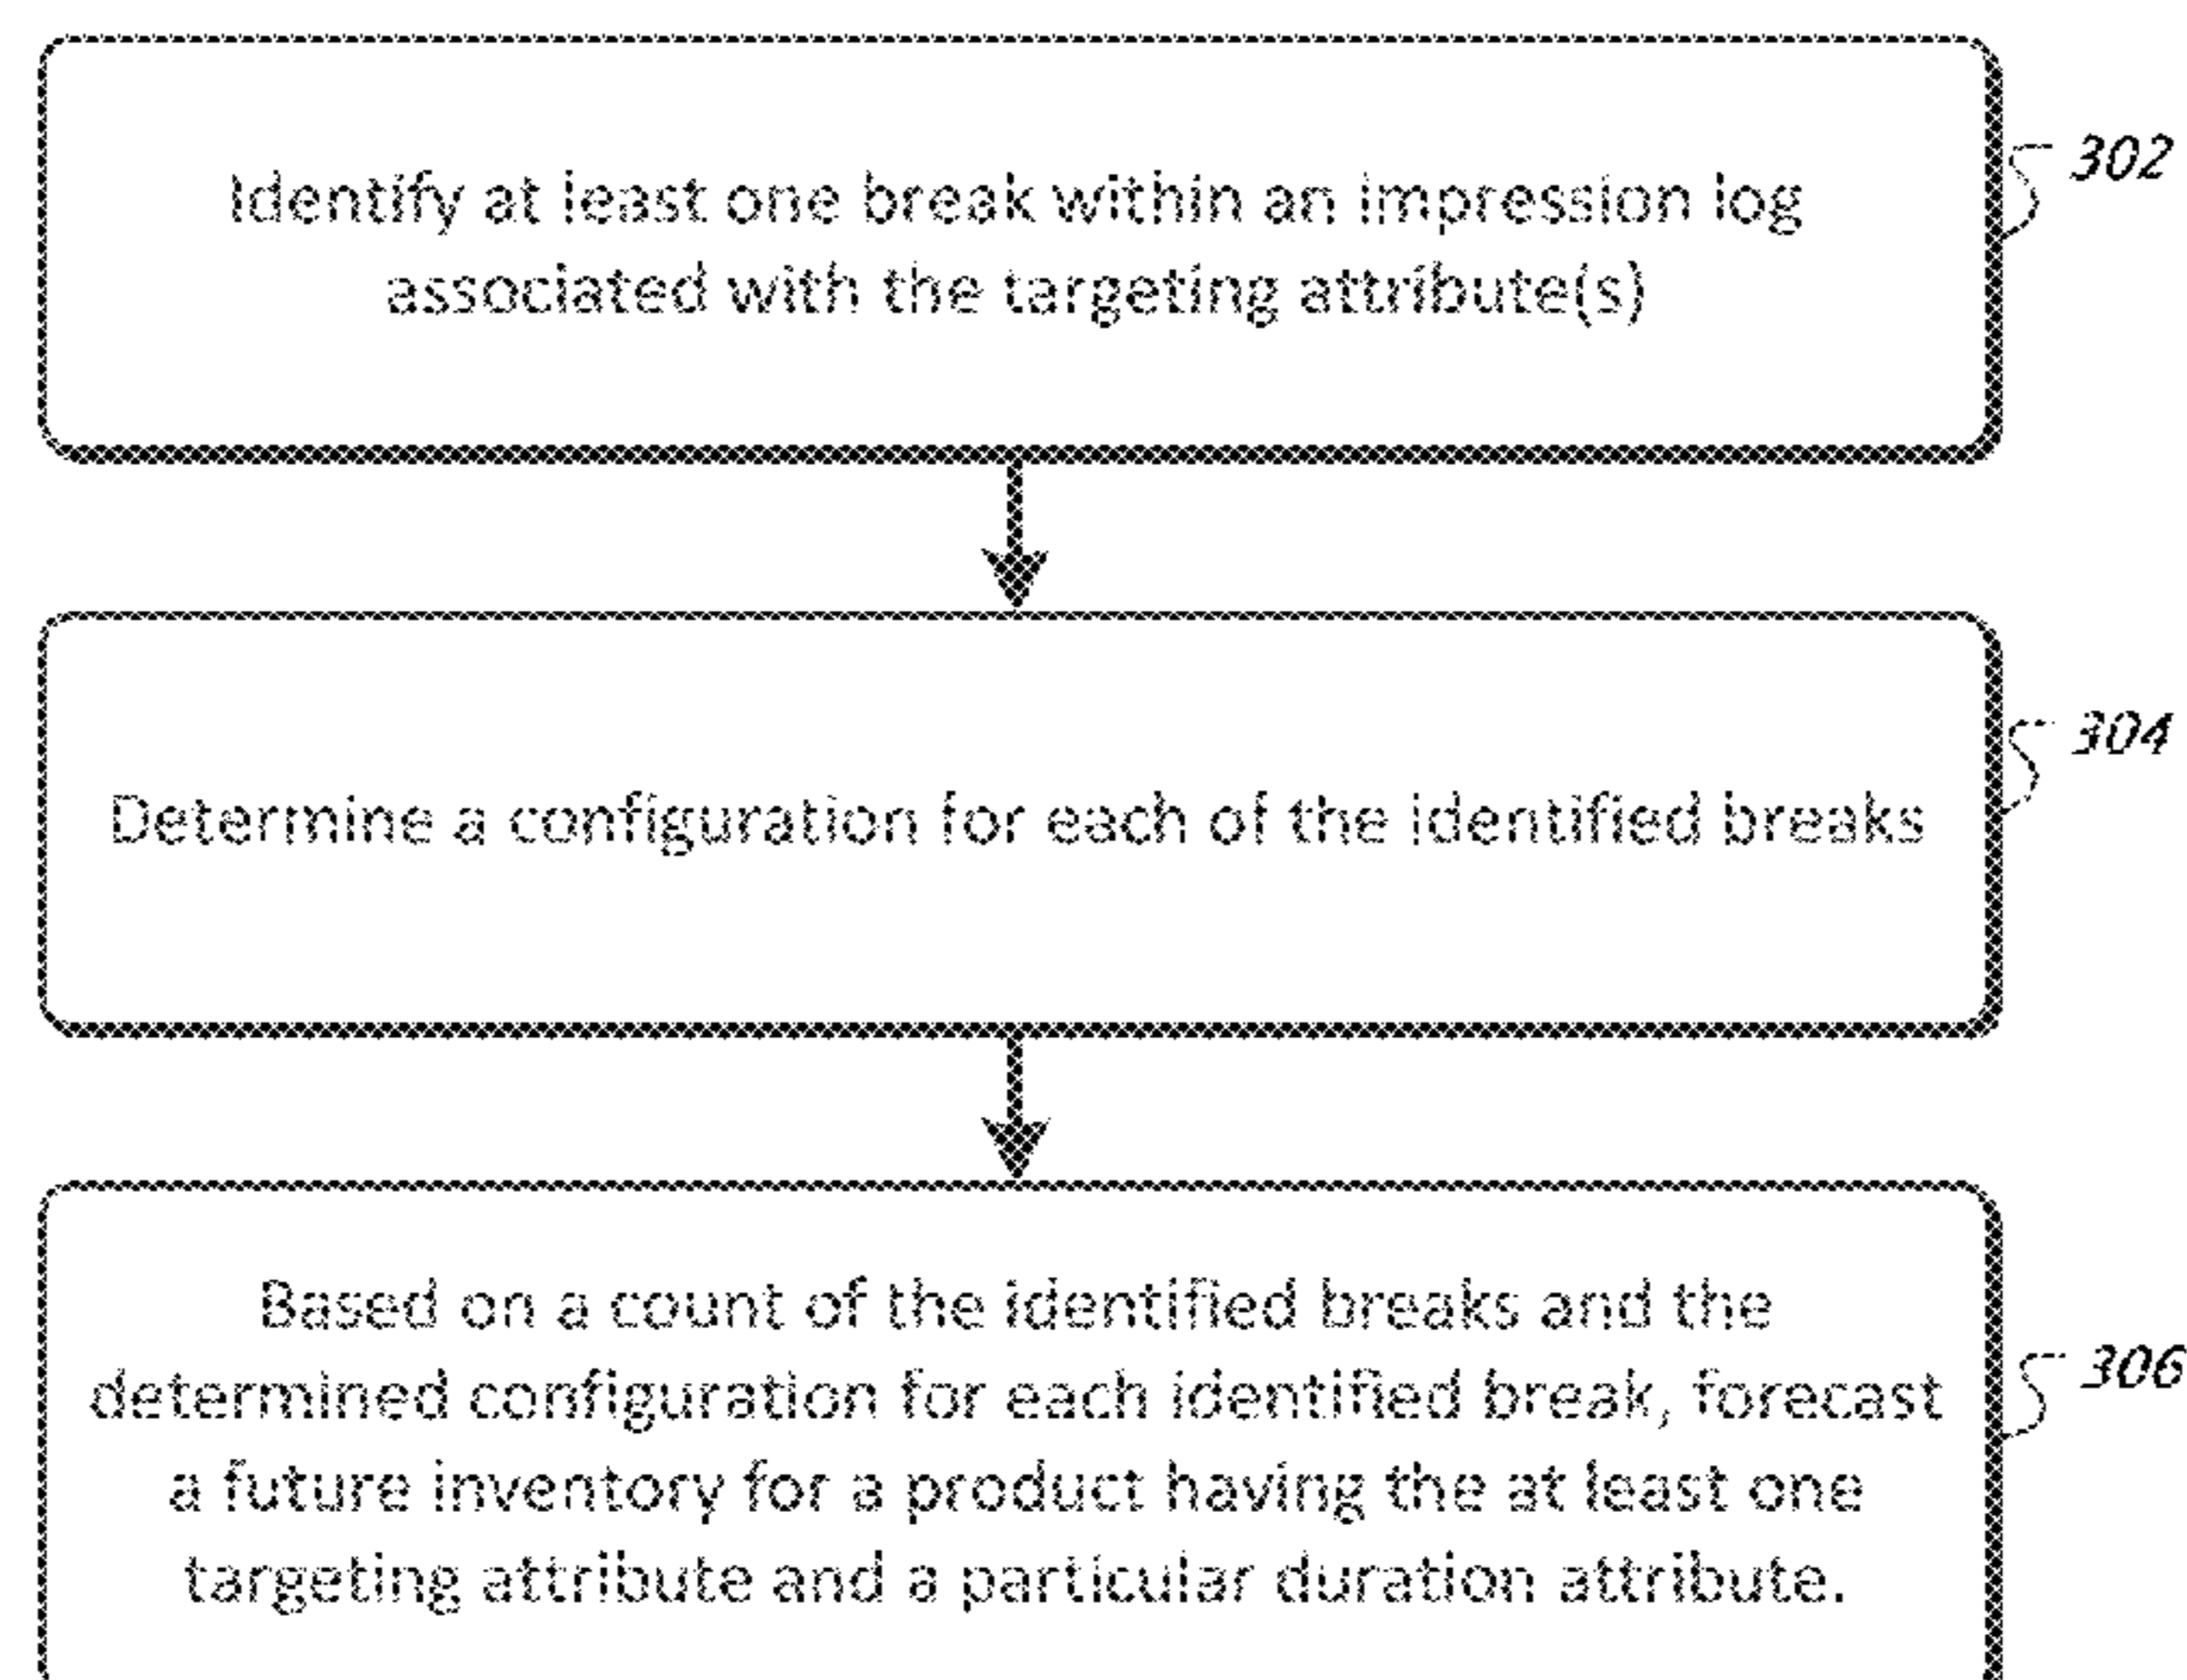 Identify at least one break within an impression log
associated with the targeting attribute(s)
302
Determine a configuration for each of the identified breaks
304
Based on a count of the identified breaks and the
determined configuration for each identified break, forecast
a future inventory for a product having the at least one
targeting attribute and a particular duration attribute.
306